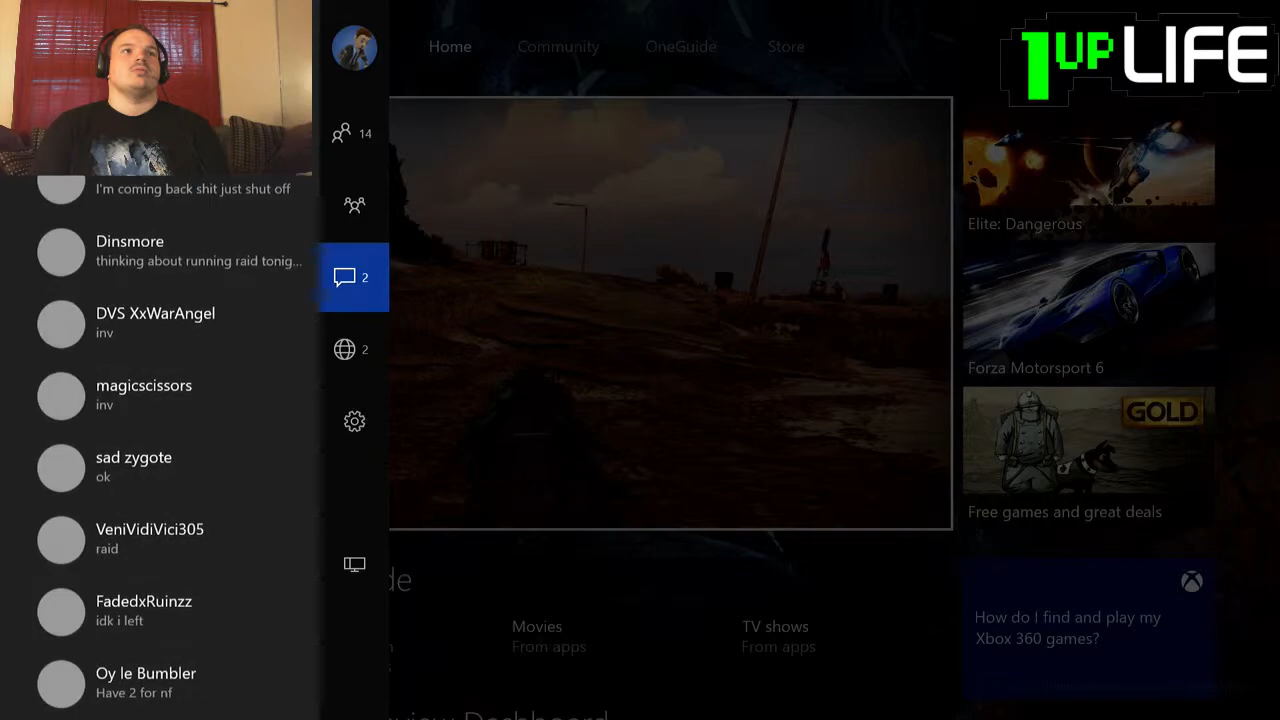 1UP LIFE
Home
Community
OneGuide
Store
14
I'm coming back shit just shut off
Dinsmore
thinking about running raid tonig...
DVS XxWarAngel
inv
magicscissors
inv
sad zygote
ok
VeniVidiVici305
raid
FadedxRuinzz
idk i left
Oy le Bumbler
Have 2 for nf
2
2
Elite: Dangerous
Forza Motorsport 6
GOLD
Free games and great deals
How do I find and play my
Xbox 360 games?
de
Movies
From apps
TV shows
From apps